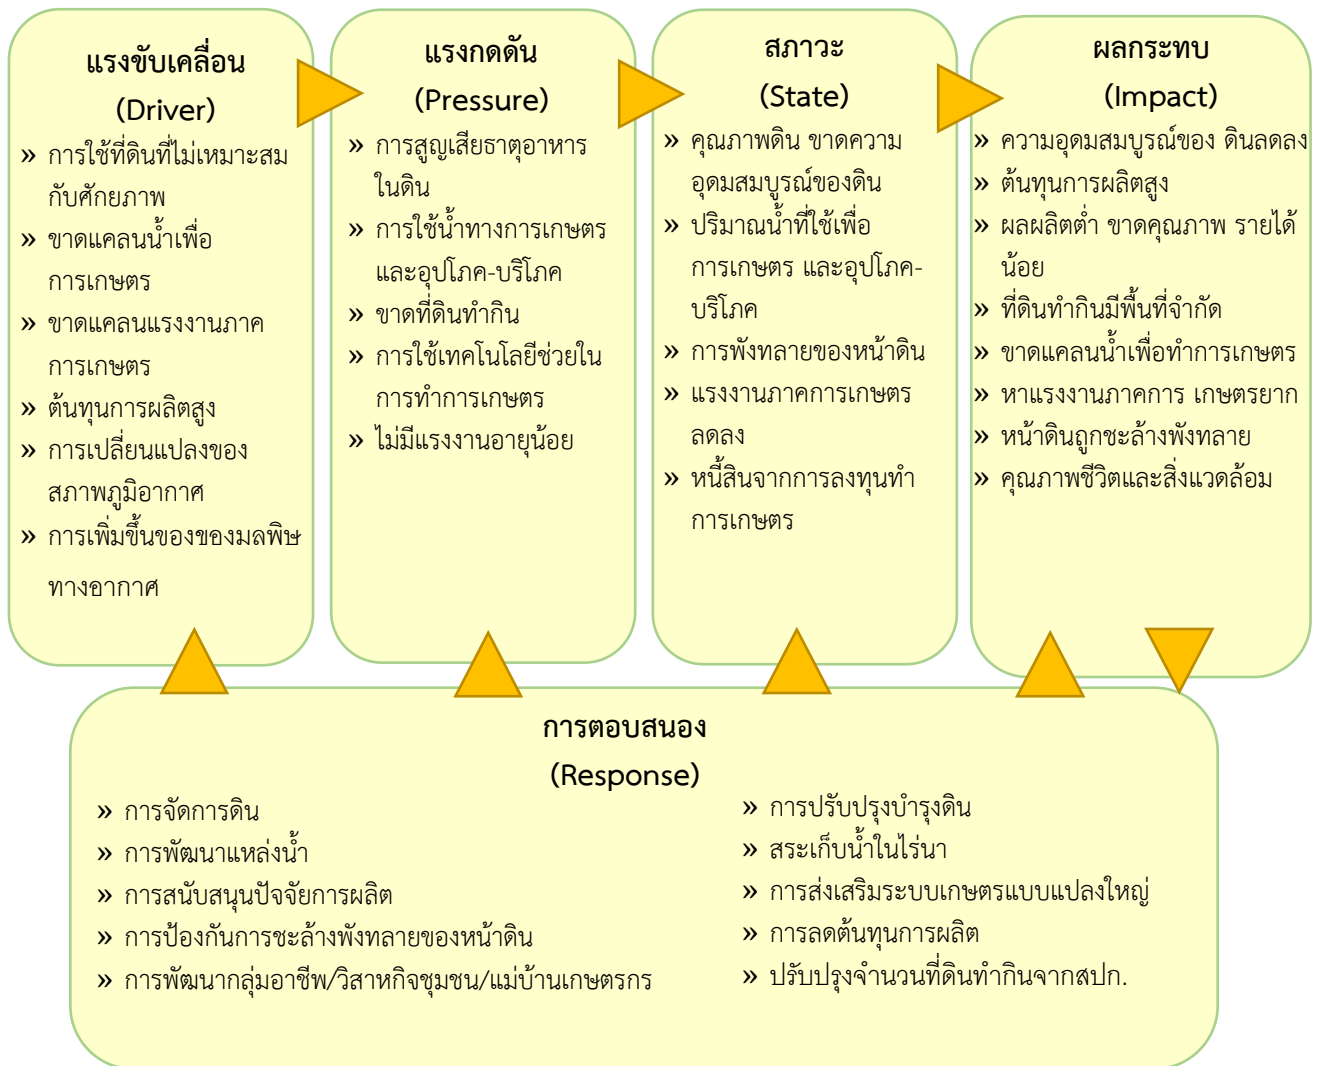 แรงขับเคลื่อน
(Driver)
» การใช้ที่ดินที่ไม่เหมาะสม
กับศักยภาพ
» ขาดแคลนน้ำเพื่อ
การเกษตร
» ขาดแคลนแรงงานภาค
การเกษตร
» ต้นทุนการผลิตสูง
» การเปลี่ยนแปลงของ
สภาพภูมิอากาศ
» การเพิ่มขึ้นของของมลพิษ
ทางอากาศ
แรงกดดัน
(Pressure)
» การสูญเสียธาตุอาหาร
ในดิน
» การใช้น้ำทางการเกษตร
และอุปโภค-บริโภค
» ขาดที่ดินทำกิน
» การใช้เทคโนโลยีช่วยใน
การทำการเกษตร
» ไม่มีแรงงานอายุน้อย
สภาวะ
(State)
» คุณภาพดิน ขาดความ
อุดมสมบูรณ์ของดิน
» ปริมาณน้ำที่ใช้เพื่อ
การเกษตร และอุปโภค-
บริโภค
» การพังทลายของหน้าดิน
» แรงงานภาคการเกษตร
ลดลง
» หนี้สินจากการลงทุนทำ
การเกษตร
ผลกระทบ
(Impact)
» ความอุดมสมบูรณ์ของ ดินลดลง
» ต้นทุนการผลิตสูง
» ผลผลิตต่ำ ขาดคุณภาพ รายได้
น้อย
» ที่ดินทำกินมีพื้นที่จำกัด
» ขาดแคลนน้ำเพื่อทำการเกษตร
» หาแรงงานภาคการ เกษตรยาก
» หน้าดินถูกชะล้างพังทลาย
» คุณภาพชีวิตและสิ่งแวดล้อม
การตอบสนอง
(Response)
» การจัดการดิน
» การพัฒนาแหล่งน้ำ
» การสนับสนุนปัจจัยการผลิต
» การป้องกันการชะล้างพังทลายของหน้าดิน
» การพัฒนากลุ่มอาชีพ/วิสาหกิจชุมชน/แม่บ้านเกษตรกร
» การปรับปรุงบำรุงดิน
» สระเก็บน้ำในไร่นา
» การส่งเสริมระบบเกษตรแบบแปลงใหญ่
» การลดต้นทุนการผลิต
» ปรับปรุงจำนวนที่ดินทำกินจากสปก.